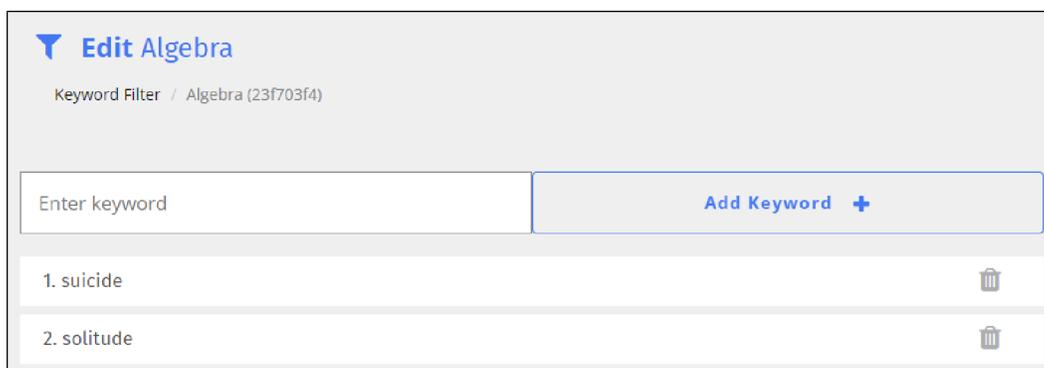 Edit Algebra
Keyword Filter / Algebra (23f703f4)
Enter keyword
Add Keyword +
1. suicide
2. solitude